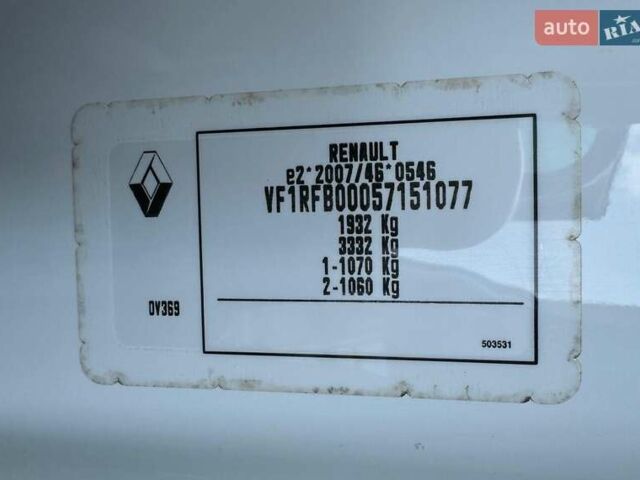 auto RIA
RENAULT
e2*2007/46*0546
VF1RFB00057151077
1932 Kg
3332 Kg
1-1070 Kg
2-1060 Kg
0V369
503531